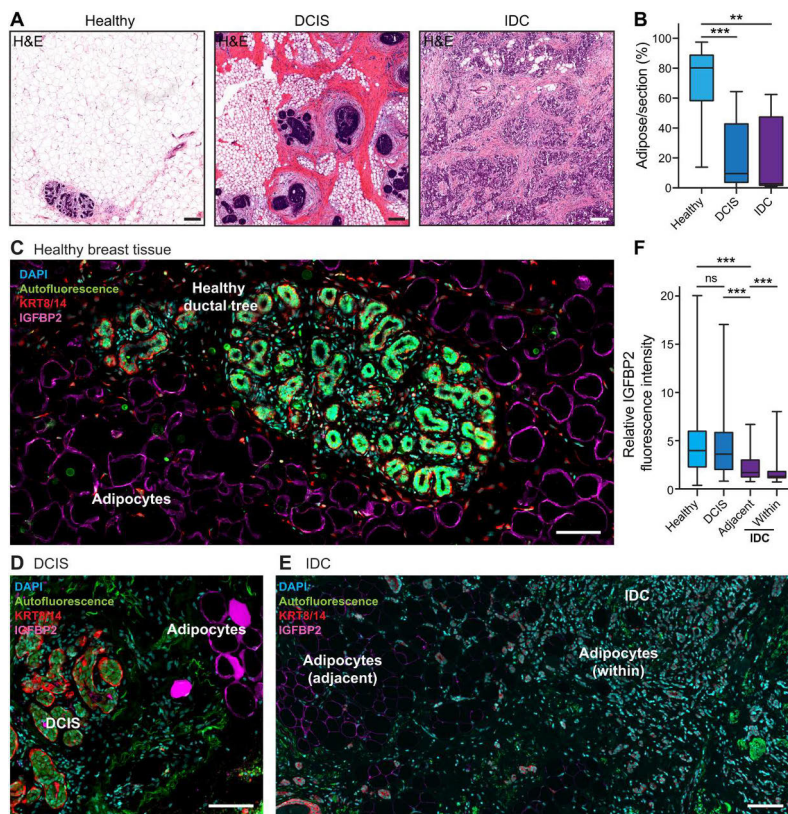 A
Healthy
DCIS
IDC
H&E
H&E
H&E
B
**
***
Adipose/section (%)
100
80
60
40
20
0
Healthy
DCIS
IDC
C Healthy breast tissue
DAPI
Autofluorescence
KRT8/14
IGFBP2
Healthy
ductal tree
Adipocytes
F
***
ns
***
***
Relative IGFBP2
fluorescence intensity
20
15
10
5
0
Healthy
DCIS
Adjacent
Within
IDC
D DCIS
DAPI
Autofluorescence
KRT8/14
IGFBP2
Adipocytes
DCIS
E IDC
DAPI
Autofluorescence
KRT8/14
IGFBP2
IDC
Adipocytes
(adjacent)
Adipocytes
(within)